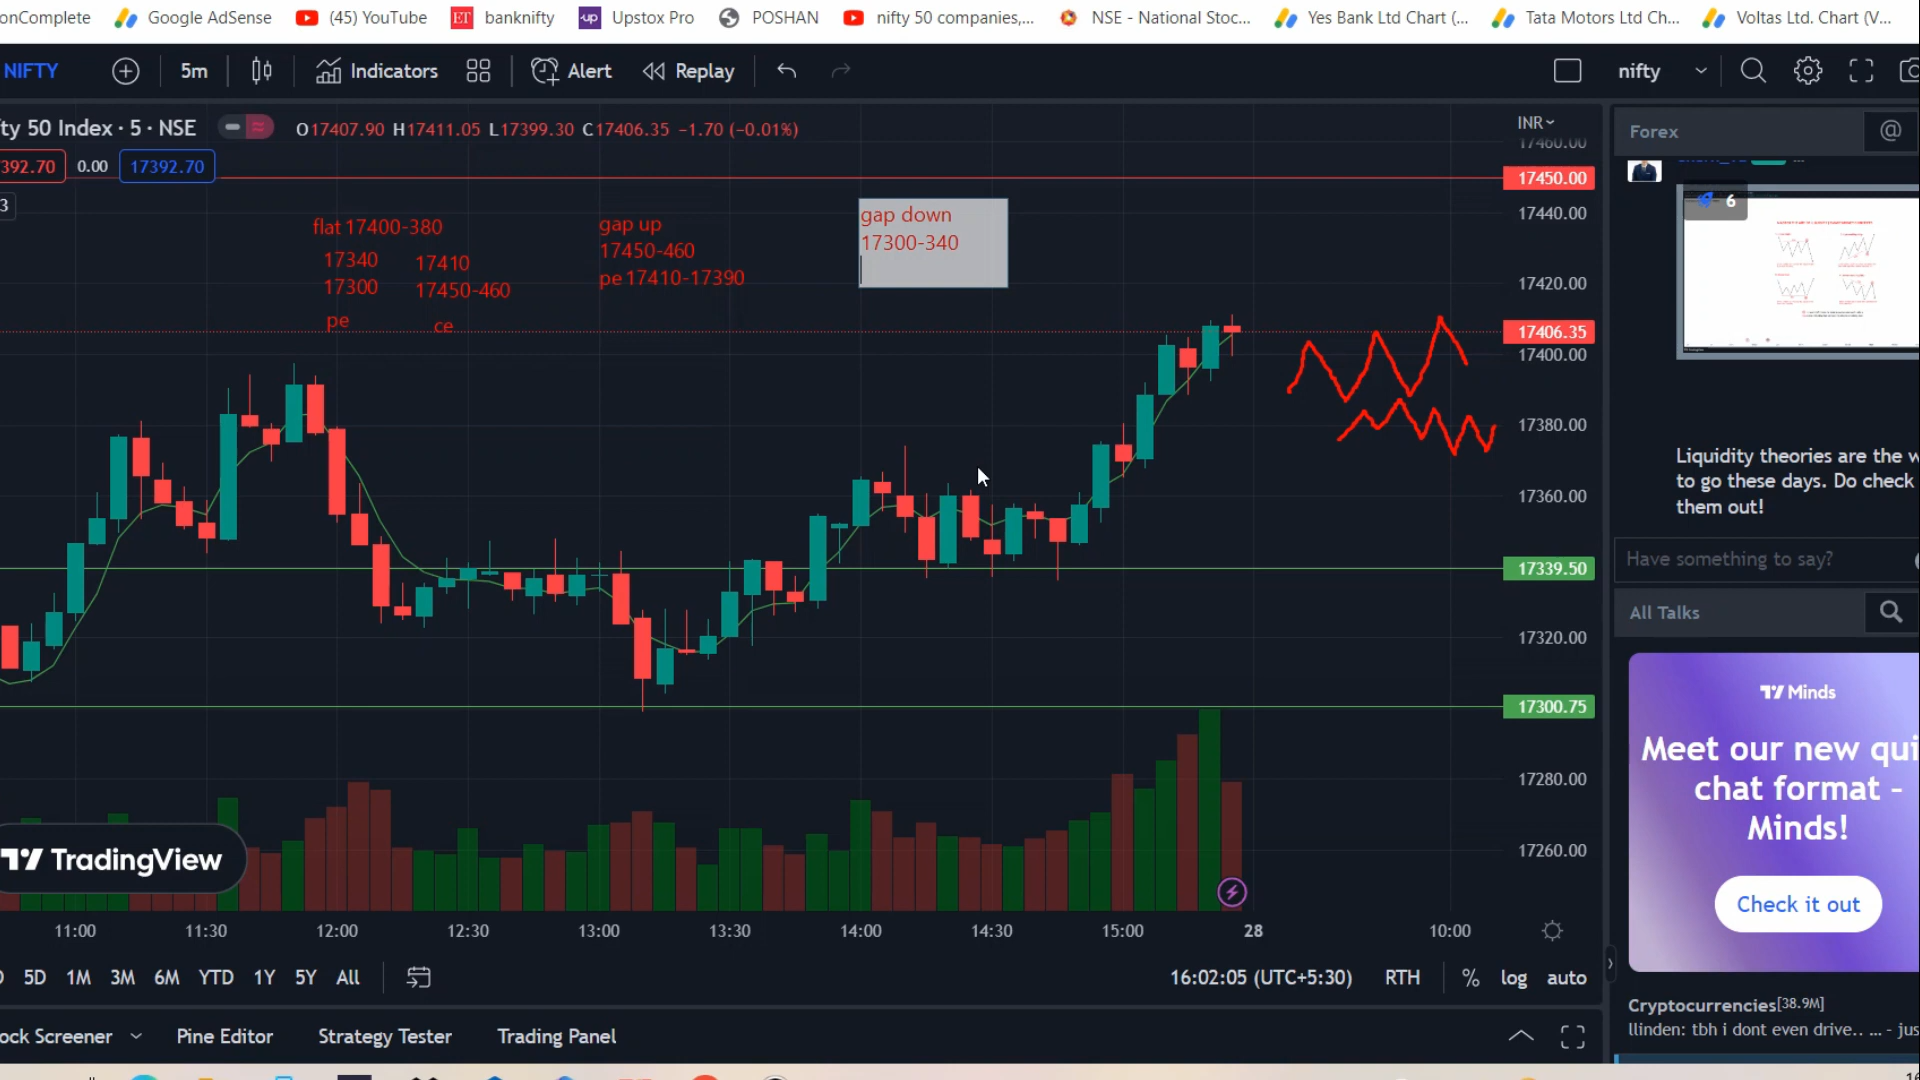 onComplete
Google AdSense
(45) YouTube
ET banknifty
up Upstox Pro
POSHAN
nifty 50 companies,...
NSE - National Stoc...
Yes Bank Ltd Chart (...
Tata Motors Ltd Ch...
Voltas Ltd. Chart (V...
NIFTY
5m
Indicators
Alert
Replay
nifty
ty 50 Index · 5 · NSE
O17407.90 H17411.05 L17399.30 C17406.35 −1.70 (−0.01%)
INR
392.70 0.00 17392.70
3
flat 17400-380
17340
17300
pe
17410
17450-460
ce
gap up
17450-460
pe 17410-17390
gap down
17300-340
17460.00
17450.00
17440.00
17420.00
17406.35
17400.00
17380.00
17360.00
17339.50
17320.00
17300.75
17280.00
17260.00
TradingView
11:00 11:30 12:00 12:30 13:00 13:30 14:00 14:30 15:00 28 10:00
5D 1M 3M 6M YTD 1Y 5Y All
16:02:05 (UTC+5:30) RTH % log auto
ock Screener Pine Editor Strategy Tester Trading Panel
Forex
@
6
Liquidity theories are the w
to go these days. Do check
them out!
Have something to say?
All Talks
Minds
Meet our new qui
chat format -
Minds!
Check it out
Cryptocurrencies[38.9M]
llinden: tbh i dont even drive.. ... - jus